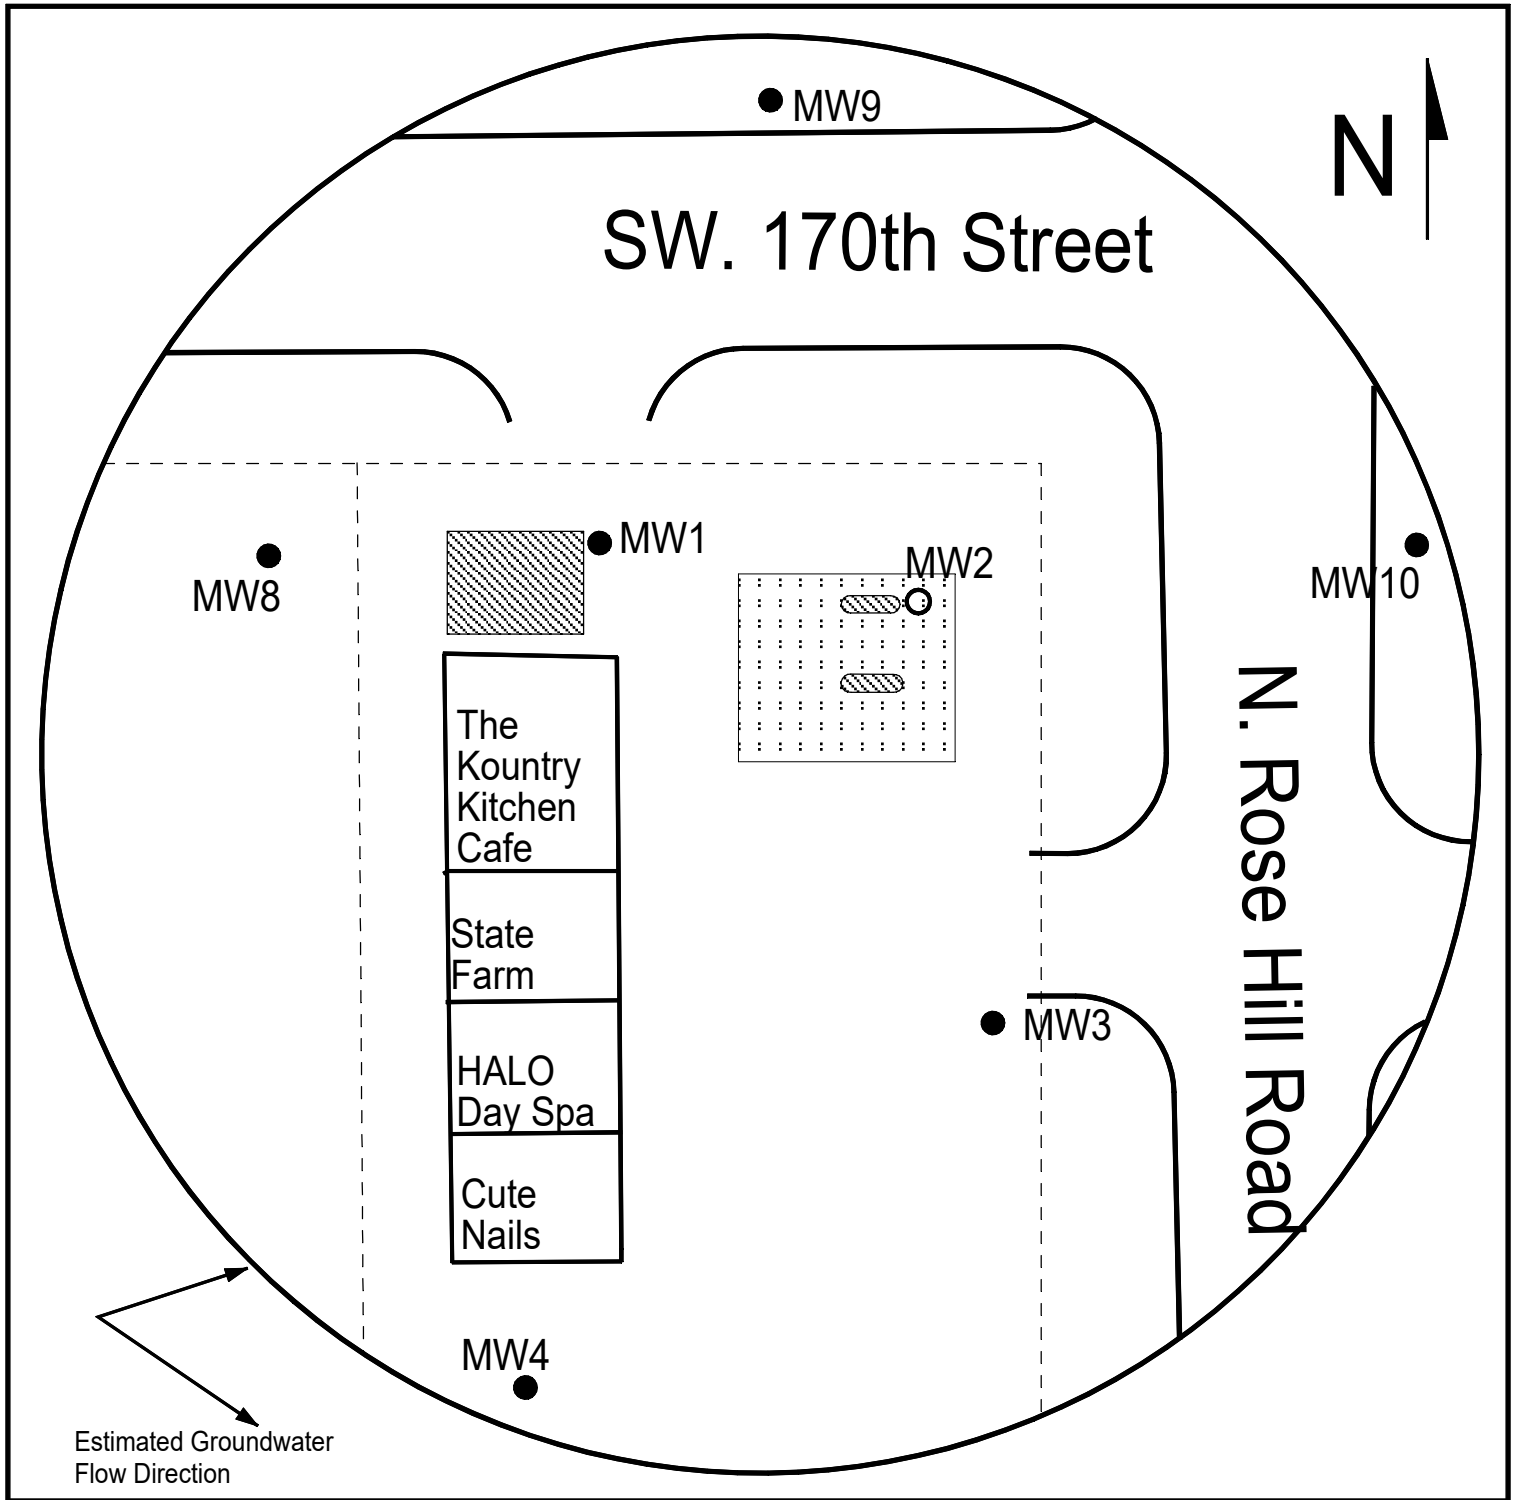 MW9
N
SW. 170th Street
MW1
MW2
MW8
MW10
The
Kountry
Kitchen
Cafe
N. Rose Hill Road
State
Farm
MW3
HALO
Day Spa
Cute
Nails
MW4
Estimated Groundwater
Flow Direction